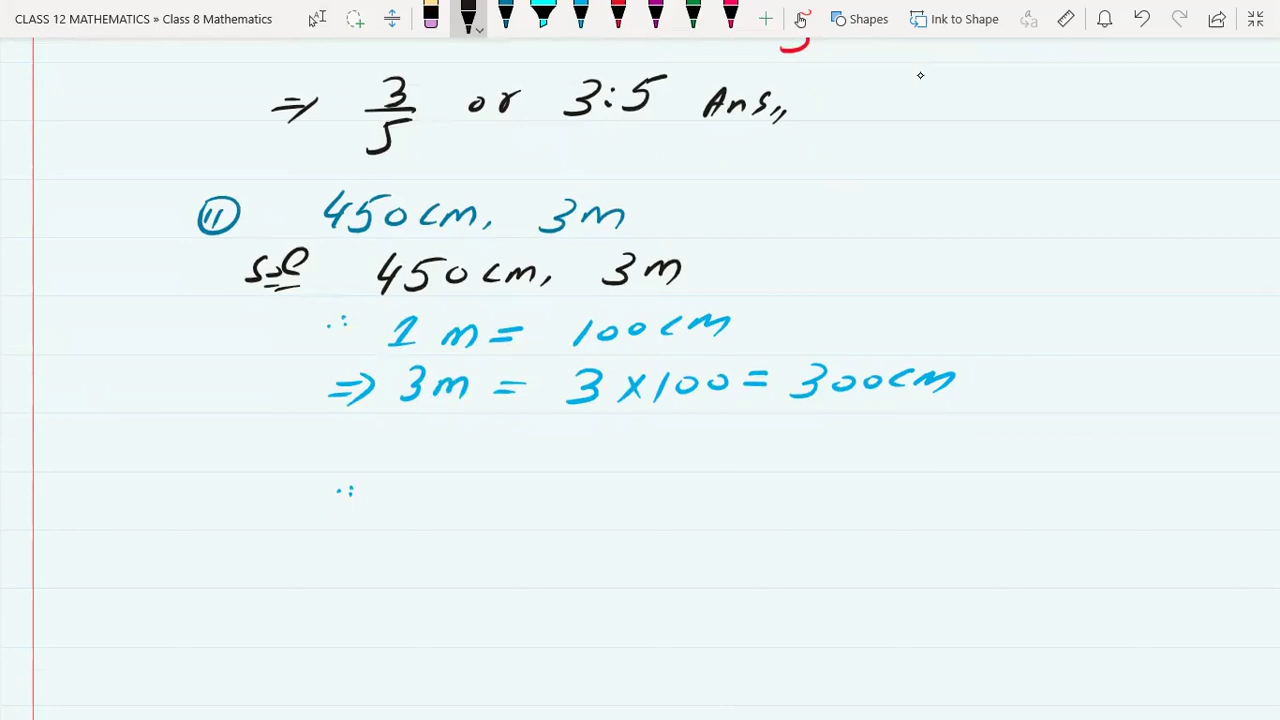 CLASS 12 MATHEMATICS » Class 8 Mathematics Shapes Ink to Shape
⇒ 3/5 or 3:5 Ans,,
(ii) 450cm, 3m
Sol 450cm, 3m
∵ 1 m = 100cm
⇒ 3m = 3 × 100 = 300cm
∵